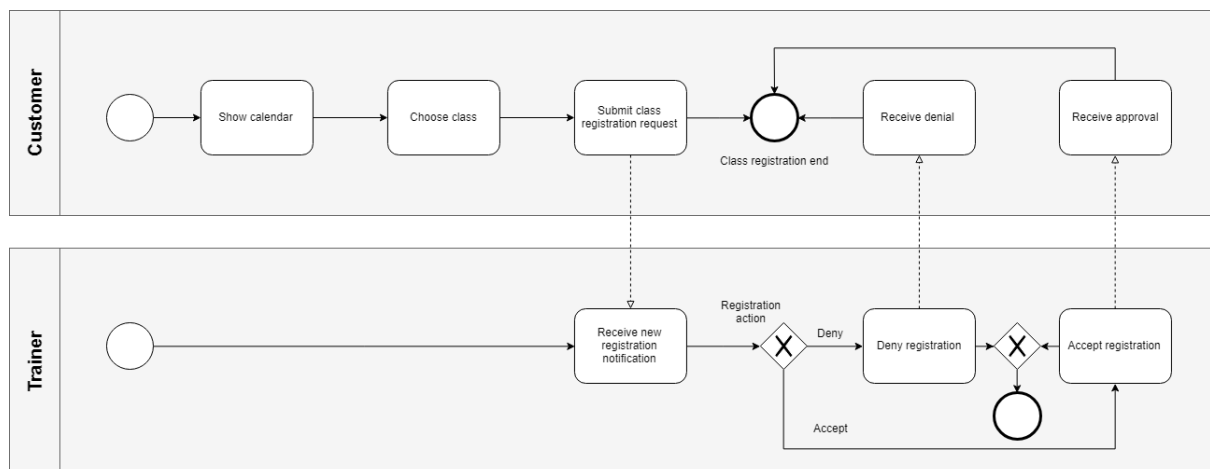 Customer
Show calendar
Choose class
Submit class
registration request
Class registration end
Receive denial
Receive approval
Trainer
Receive new
registration
notification
Registration
action
Deny
Deny registration
Accept registration
Accept